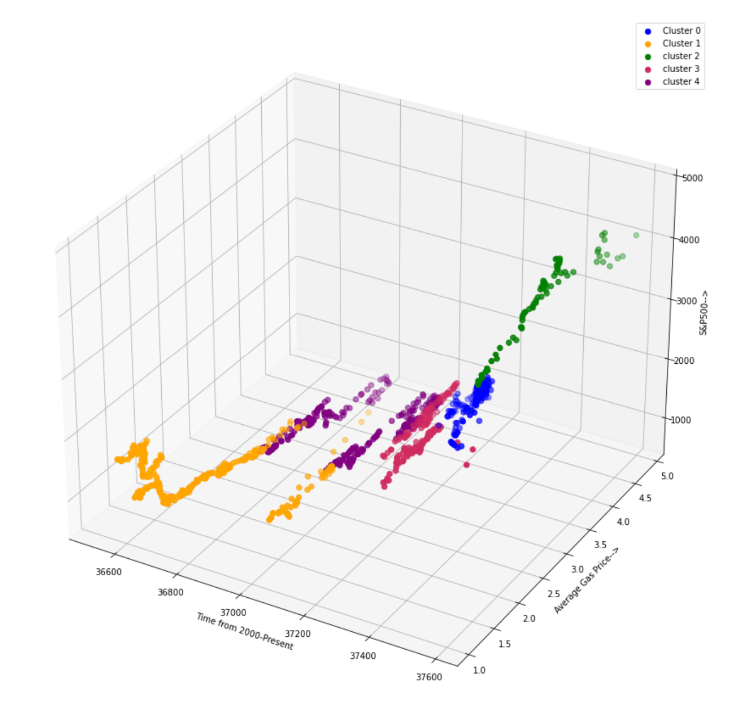 Cluster 0
Cluster 1
cluster 2
cluster 3
cluster 4
5000
4000
3000
2000
1000
S&P500-->
5.0
4.5
4.0
3.5
3.0
2.5
2.0
1.5
1.0
Average Gas Price-->
36600
36800
37000
37200
37400
37600
Time from 2000-Present